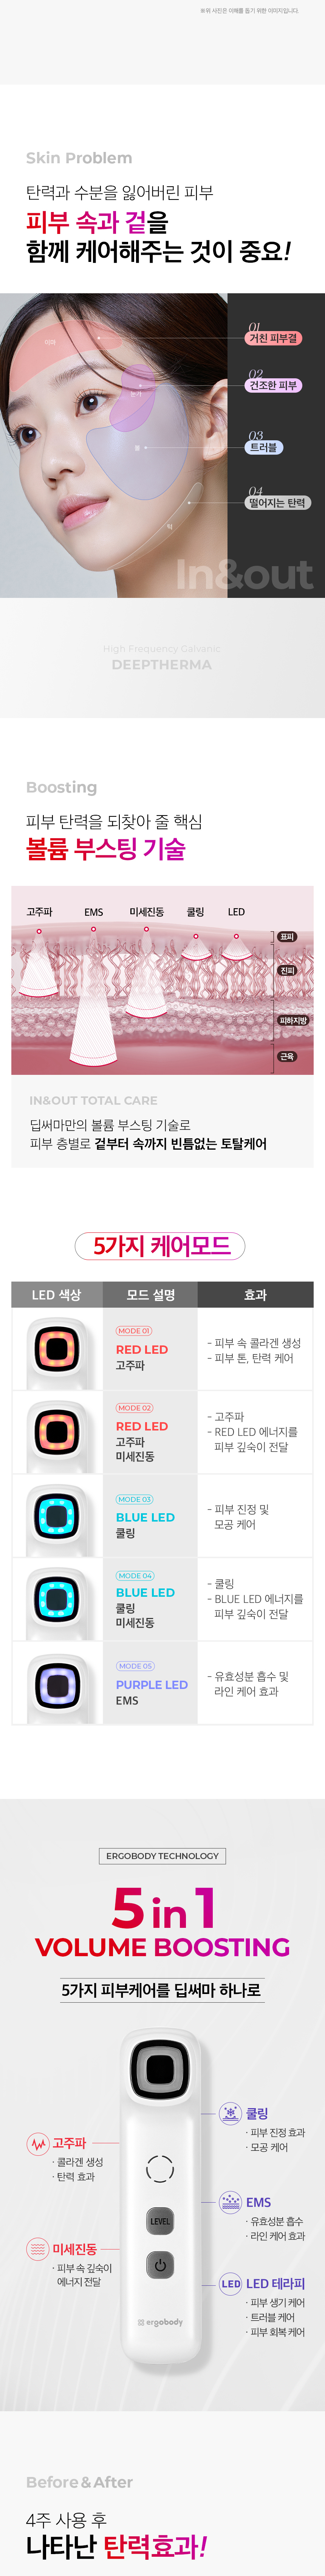 ※위 사진은 이해를 돕기 위한 이미지입니다.
Skin Problem
탄력과 수분을 잃어버린 피부
피부 속과 겉을
함께 케어해주는 것이 중요!
이마
눈가
볼
턱
01
거친 피부결
02
건조한 피부
03
트러블
04
떨어지는 탄력
In&out
High Frequency Galvanic
DEEPTHERMA
Boosting
피부 탄력을 되찾아 줄 핵심
볼륨 부스팅 기술
고주파 EMS 미세진동 쿨링 LED
표피
진피
피하지방
근육
IN&OUT TOTAL CARE
딥써마만의 볼륨 부스팅 기술로
피부 층별로 겉부터 속까지 빈틈없는 토탈케어
5가지 케어모드
LED 색상 모드 설명 효과
MODE 01
RED LED
고주파
- 피부 속 콜라겐 생성
- 피부 톤, 탄력 케어
MODE 02
RED LED
고주파
미세진동
- 고주파
- RED LED 에너지를
피부 깊숙이 전달
MODE 03
BLUE LED
쿨링
- 피부 진정 및
모공 케어
MODE 04
BLUE LED
쿨링
미세진동
- 쿨링
- BLUE LED 에너지를
피부 깊숙이 전달
MODE 05
PURPLE LED
EMS
- 유효성분 흡수 및
라인 케어 효과
ERGOBODY TECHNOLOGY
5 in 1
VOLUME BOOSTING
5가지 피부케어를 딥써마 하나로
고주파
· 콜라겐 생성
· 탄력 효과
미세진동
· 피부 속 깊숙이
에너지 전달
LEVEL
ergobody
쿨링
· 피부 진정 효과
· 모공 케어
EMS
· 유효성분 흡수
· 라인 케어 효과
LED LED 테라피
· 피부 생기 케어
· 트러블 케어
· 피부 회복 케어
Before & After
4주 사용 후
나타난 탄력효과!